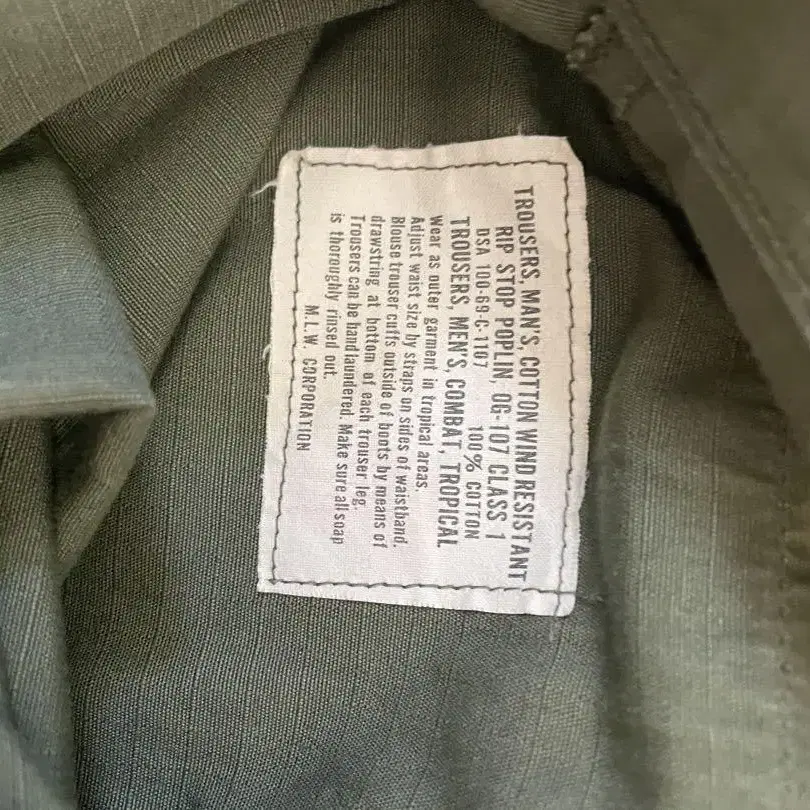 TROUSERS, MAN'S, COTTON WIND RESISTANT
RIP STOP POPLIN, OG-107 CLASS 1
DSA 100-69-C-1107 100% COTTON
TROUSERS, MEN'S, COMBAT, TROPICAL
Wear as outer garment in tropical areas.
Adjust waist size by straps on sides of waistband.
Blouse trouser cuffs outside of boots by means of
drawstring at bottom of each trouser leg.
Trousers can be hand laundered. Make sure all soap
is thoroughly rinsed out.
M.L.W. CORPORATION